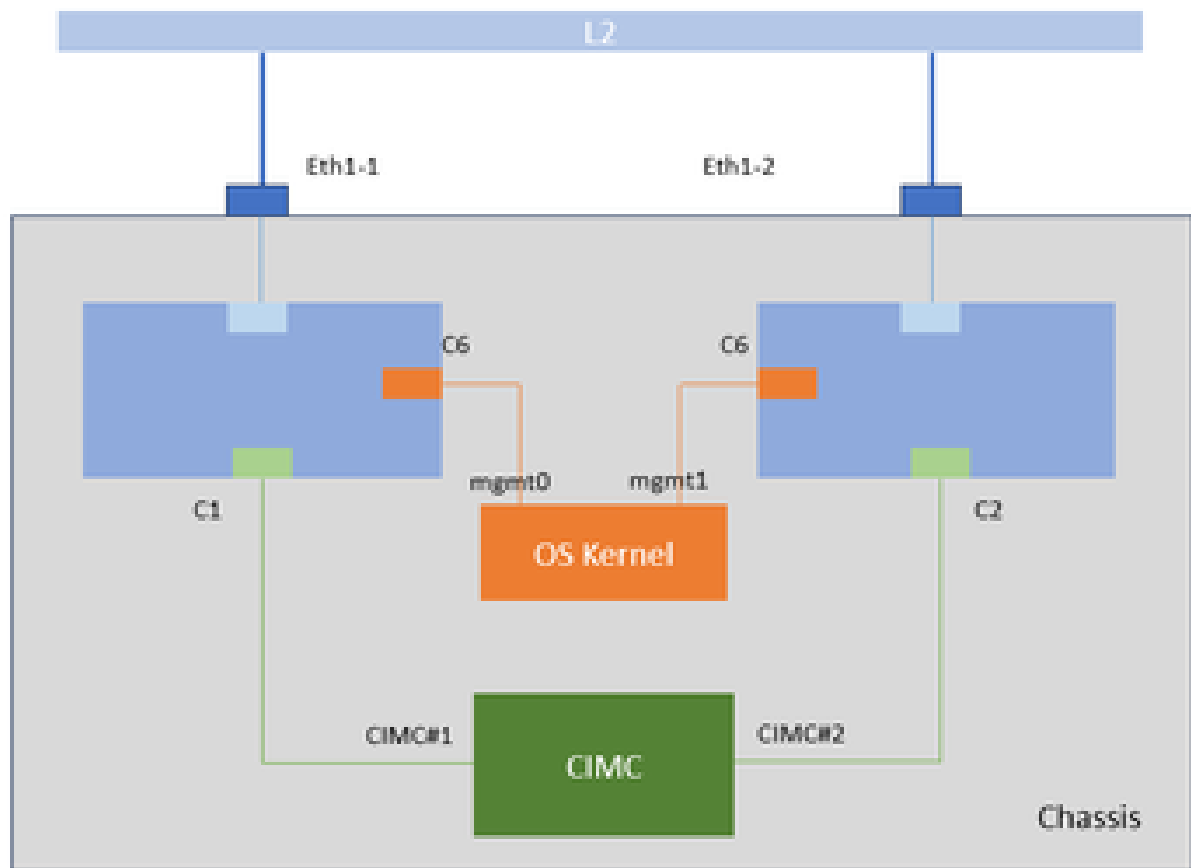 L2
Eth1-1
Eth1-2
C6
C6
mgmt0
mgmt1
C1
C2
OS Kernel
CIMC#1
CIMC#2
CIMC
Chassis